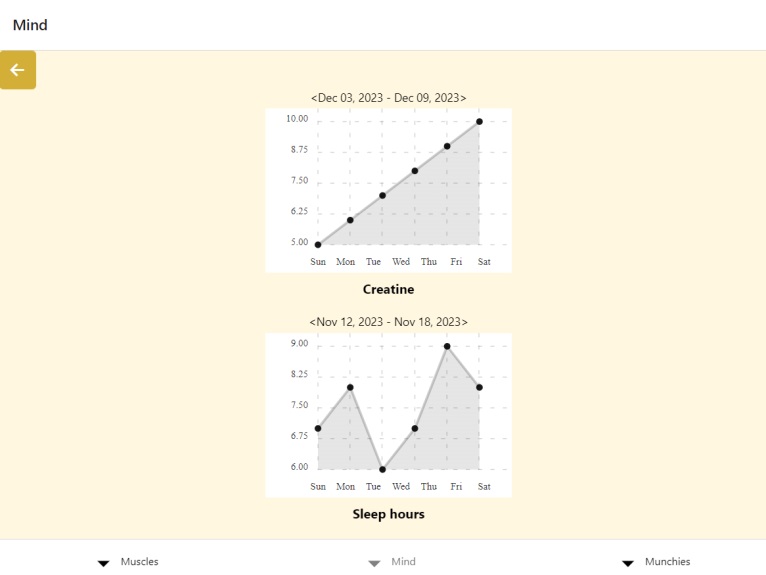 Mind
<Dec 03, 2023 - Dec 09, 2023>
10.00
8.75
7.50
6.25
5.00
Sun Mon Tue Wed Thu Fri Sat
Creatine
<Nov 12, 2023 - Nov 18, 2023>
9.00
8.25
7.50
6.75
6.00
Sun Mon Tue Wed Thu Fri Sat
Sleep hours
Muscles Mind Munchies